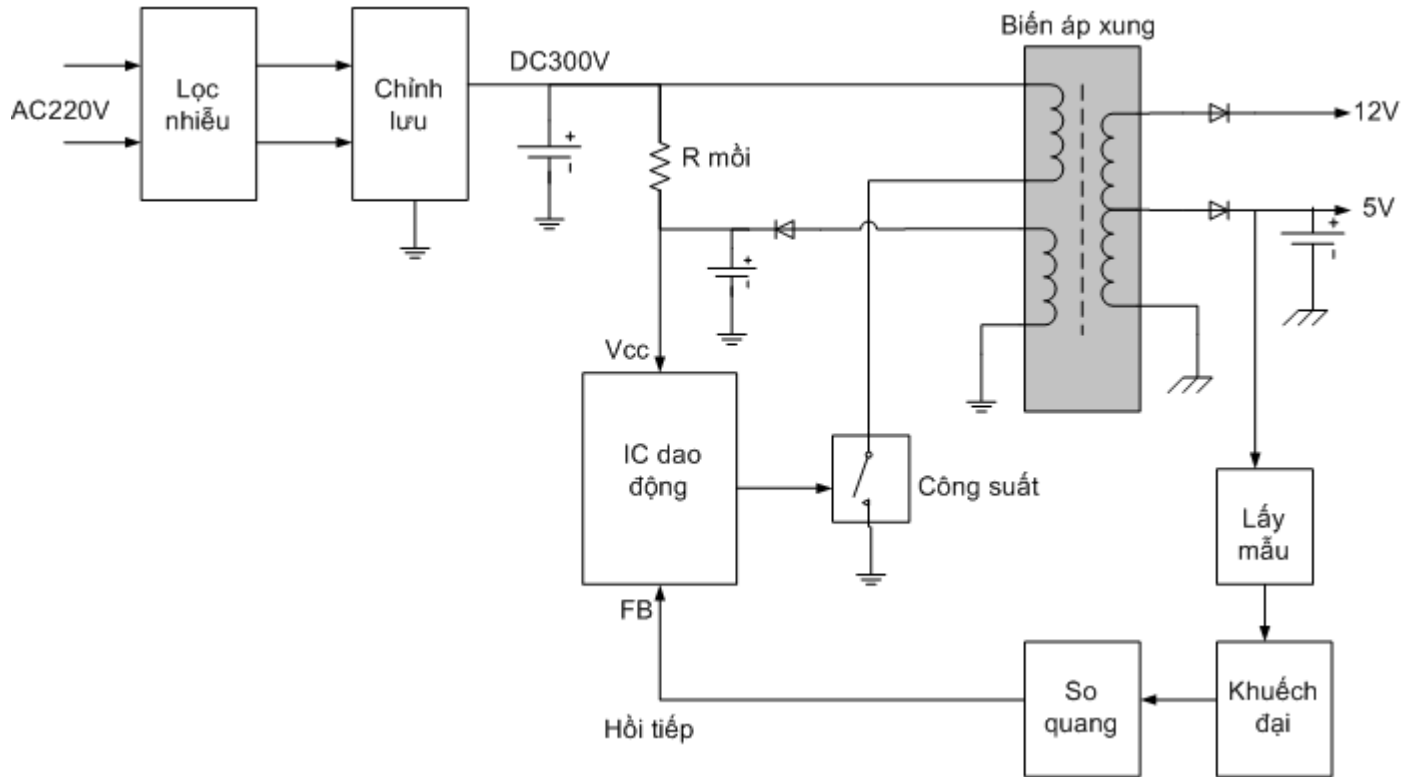 Biến áp xung
AC220V
Lọc
nhiễu
Chỉnh
lưu
DC300V
+
-
R mồi
+
-
12V
5V
+
-
Vcc
IC dao
động
Công suất
Lấy
mẫu
FB
Hồi tiếp
So
quang
Khuếch
đại